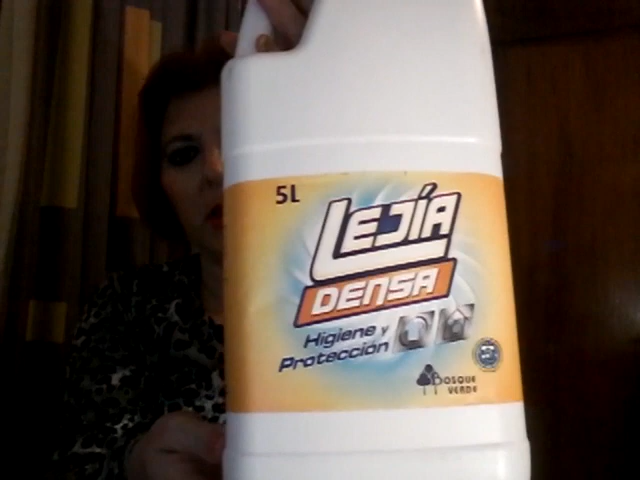 5L
LEJÍA
DENSA
Higiene y
Protección
BOSQUE
VERDE